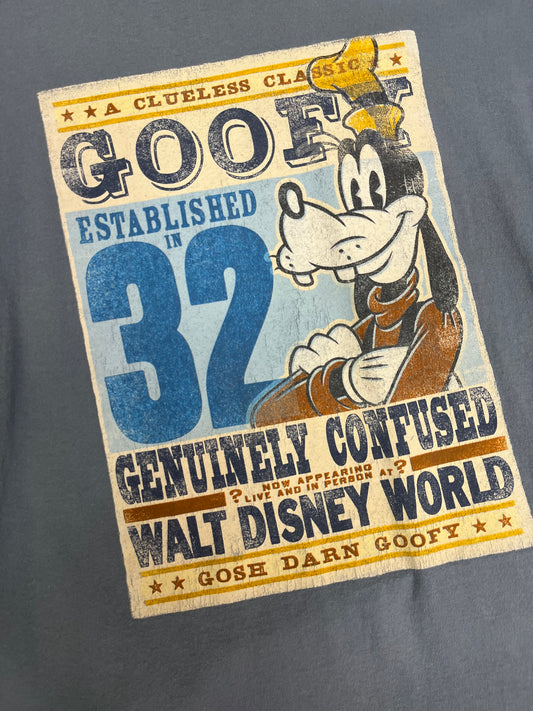 ★ ★ A CLUELESS CLASSIC ★
GOOFY
ESTABLISHED
IN
32
GENUINELY CONFUSED
? NOW APPEARING ?
LIVE AND IN PERSON AT
WALT DISNEY WORLD
★ ★ GOSH DARN GOOFY ★ ★